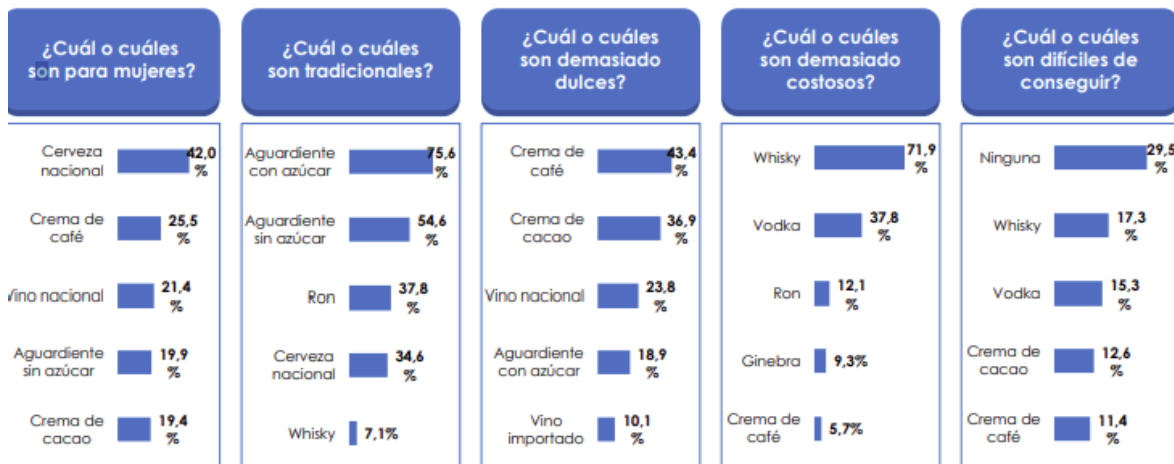 ¿Cuál o cuáles
son para mujeres?
Cerveza
nacional
42,0
%
Crema de
café
25,5
%
Vino nacional
21,4
%
Aguardiente
sin azúcar
19,9
%
Crema de
cacao
19,4
%
¿Cuál o cuáles
son tradicionales?
Aguardiente
con azúcar
75,6
%
Aguardiente
sin azúcar
54,6
%
Ron
37,8
%
Cerveza
nacional
34,6
%
Whisky
7,1%
¿Cuál o cuáles
son demasiado
dulces?
Crema de
café
43,4
%
Crema de
cacao
36,9
%
Vino nacional
23,8
%
Aguardiente
con azúcar
18,9
%
Vino
importado
10,1
%
¿Cuál o cuáles
son demasiado
costosos?
Whisky
71,9
%
Vodka
37,8
%
Ron
12,1
%
Ginebra
9,3%
Crema de
café
5,7%
¿Cuál o cuáles
son difíciles de
conseguir?
Ninguna
29,5
%
Whisky
17,3
%
Vodka
15,3
%
Crema de
cacao
12,6
%
Crema de
café
11,4
%